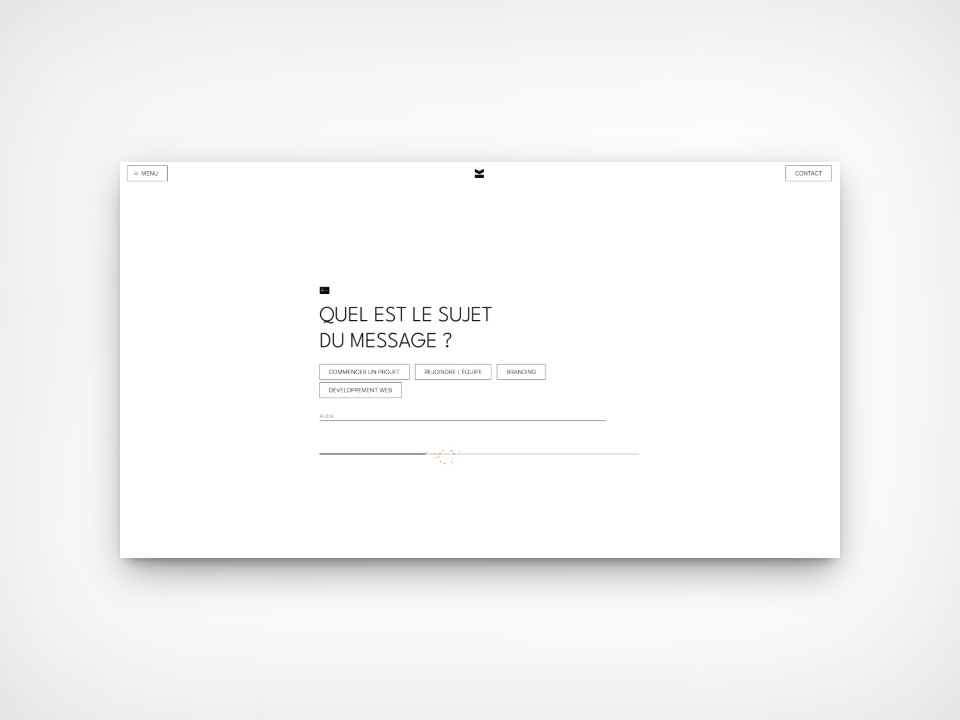 MENU
CONTACT
QUEL EST LE SUJET
DU MESSAGE ?
COMMENCER UN PROJET
REJOINDRE L'ÉQUIPE
BRANDING
DÉVELOPPEMENT WEB
Autre